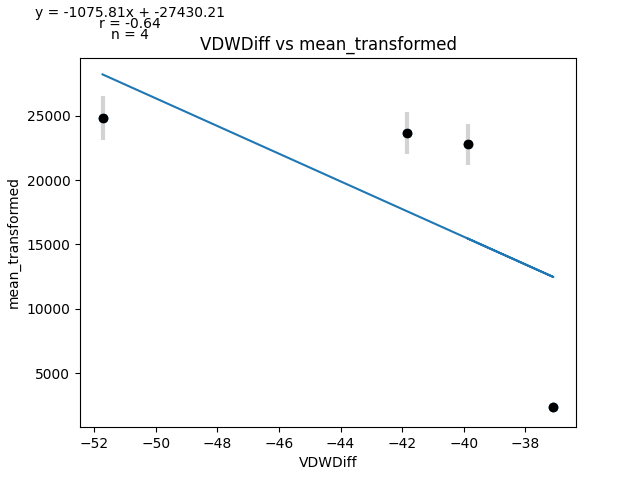 y = -1075.81x + -27430.21
r = -0.64
n = 4
VDWDiff vs mean_transformed
mean_transformed
25000
20000
15000
10000
5000
−52
−50
−48
−46
−44
−42
−40
−38
VDWDiff